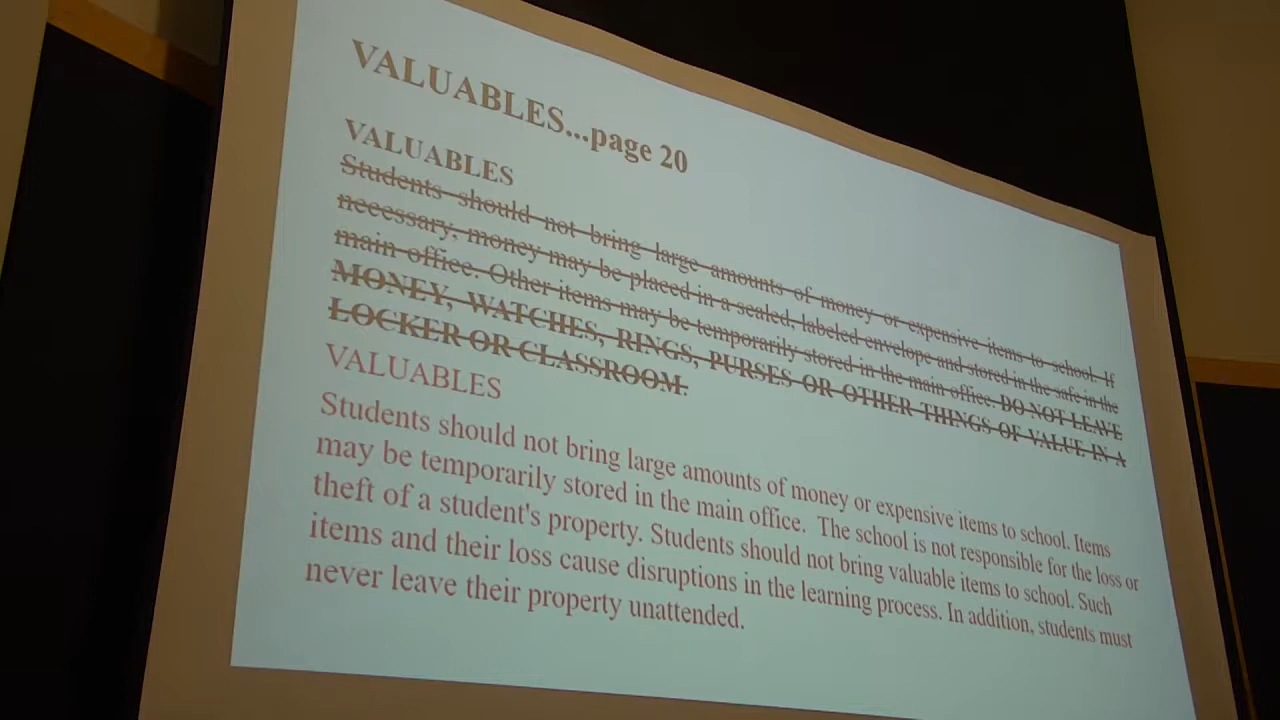 VALUABLES...page 20
VALUABLES
Students should not bring large amounts of money or expensive items to school. If
necessary, money may be placed in a sealed, labeled envelope and stored in the safe in the
main office. Other items may be temporarily stored in the main office. DO NOT LEAVE
MONEY, WATCHES, RINGS, PURSES OR OTHER THINGS OF VALUE IN A
LOCKER OR CLASSROOM.
VALUABLES
Students should not bring large amounts of money or expensive items to school. Items
may be temporarily stored in the main office. The school is not responsible for the loss or
theft of a student's property. Students should not bring valuable items to school. Such
items and their loss cause disruptions in the learning process. In addition, students must
never leave their property unattended.